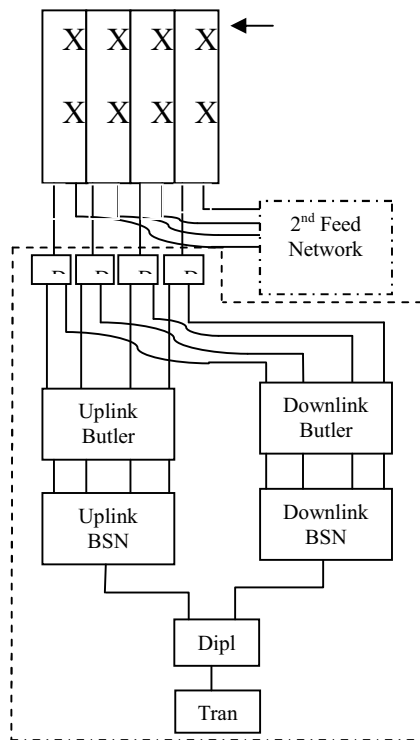 X X X X
X X X X
2nd Feed
Network
Uplink
Butler
Downlink
Butler
Uplink
BSN
Downlink
BSN
Dipl
Tran